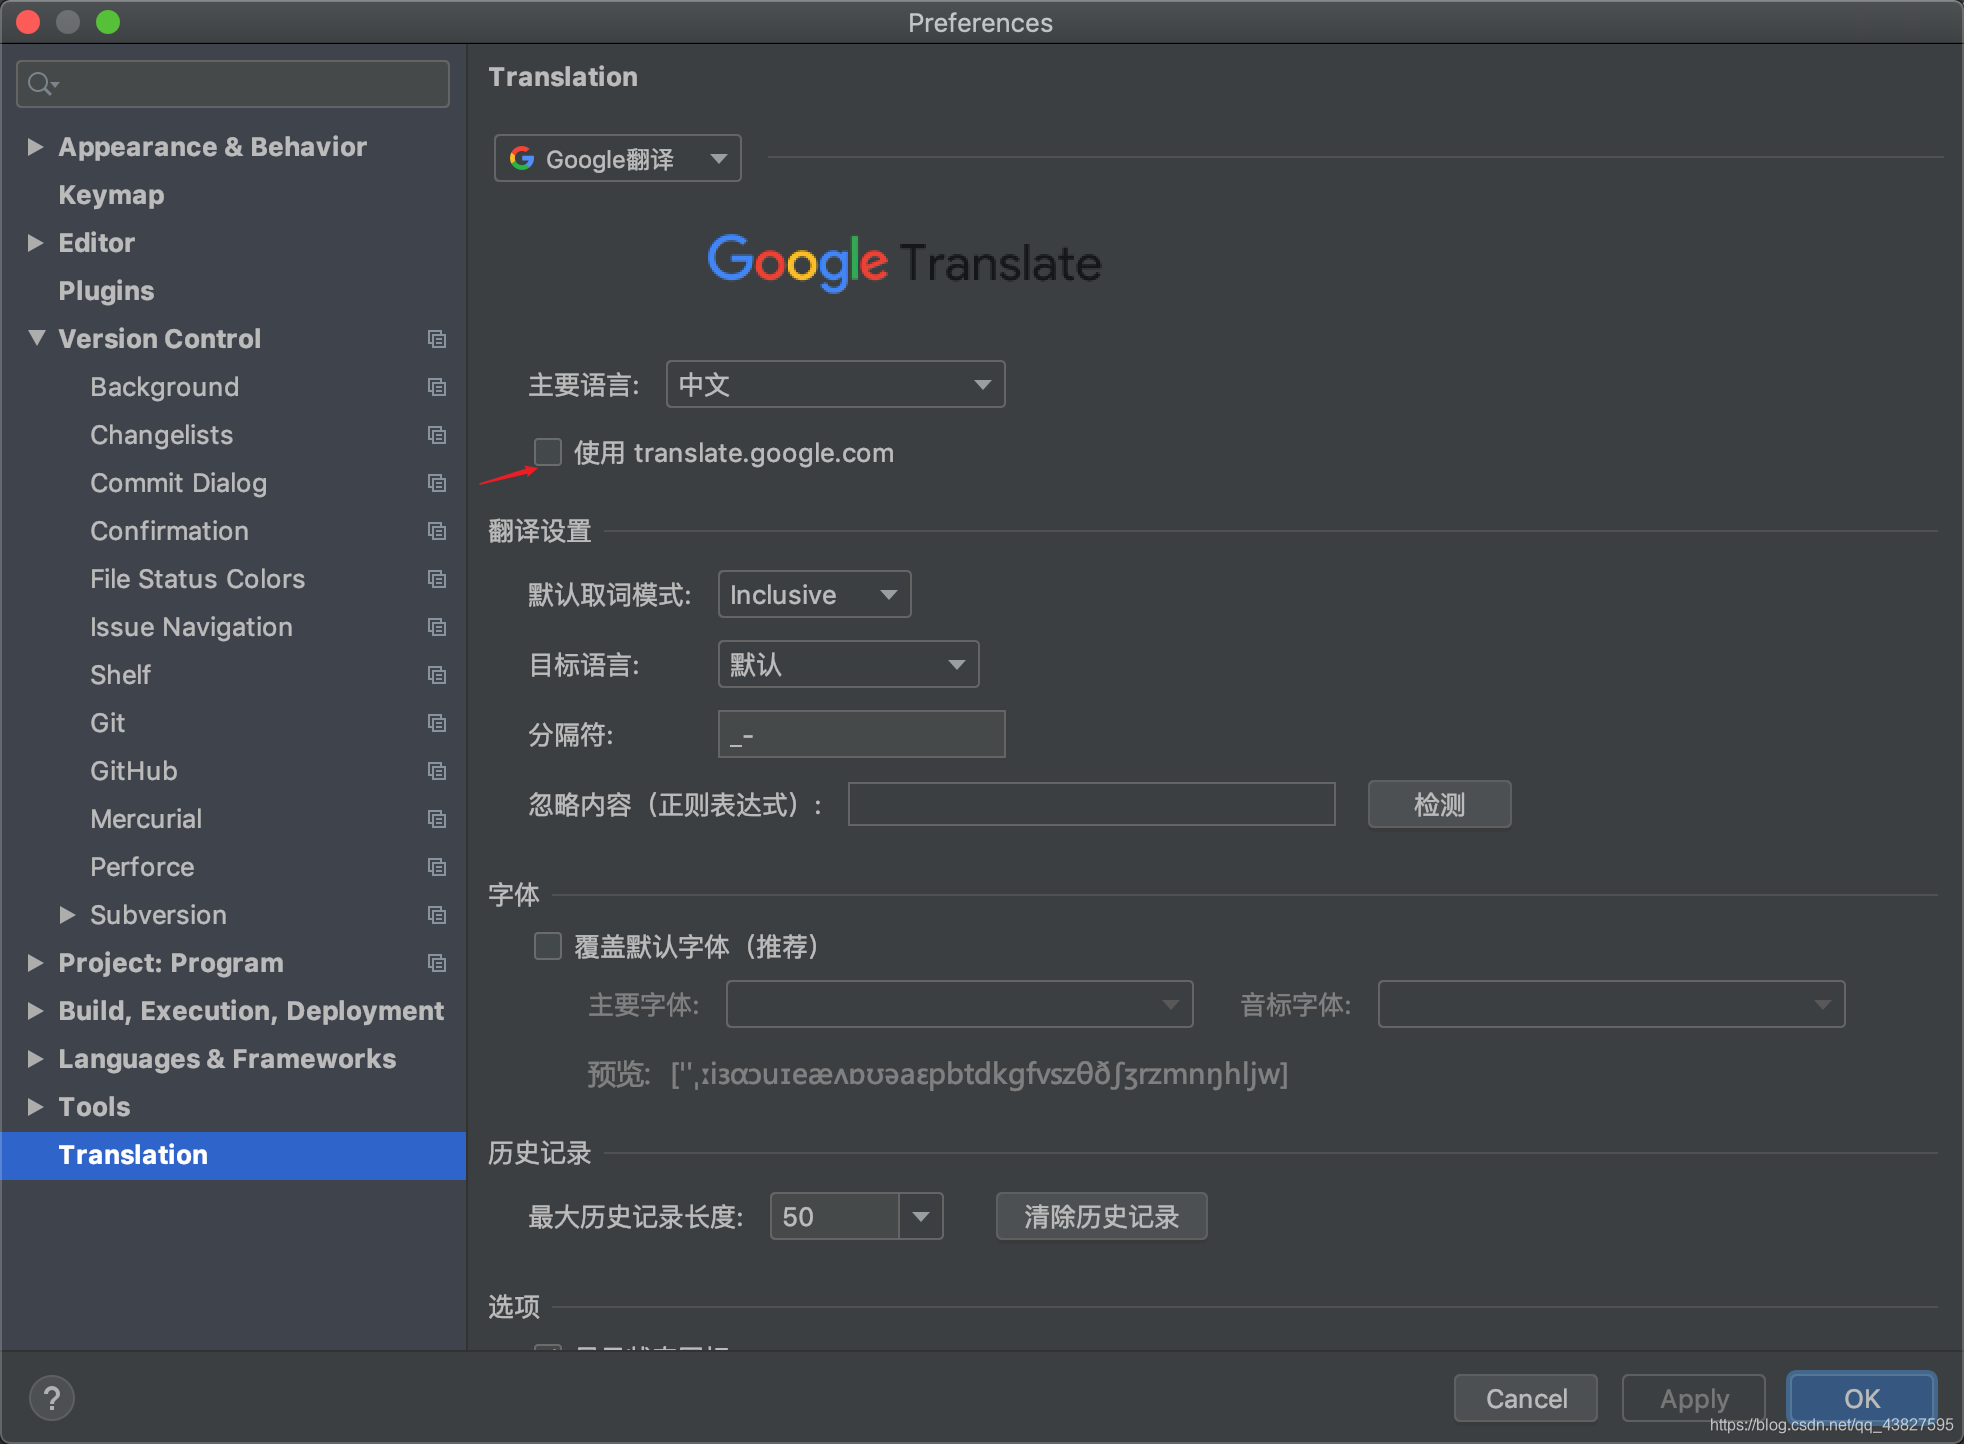 Preferences
Appearance & Behavior
Keymap
Editor
Plugins
Version Control
Background
Changelists
Commit Dialog
Confirmation
File Status Colors
Issue Navigation
Shelf
Git
GitHub
Mercurial
Perforce
Subversion
Project: Program
Build, Execution, Deployment
Languages & Frameworks
Tools
Translation
Translation
Google翻译
Google Translate
主要语言: 中文
使用 translate.google.com
翻译设置
默认取词模式: Inclusive
目标语言: 默认
分隔符: _-
忽略内容（正则表达式）: 检测
字体
覆盖默认字体（推荐）
主要字体: 音标字体:
预览: [ˈˈˌːiɜɑɔuɪeæʌɒʊəaɛpbtdkgfvszθðʃʒrzmnŋhljw]
历史记录
最大历史记录长度: 50 清除历史记录
选项
? Cancel Apply OK
https://blog.csdn.net/qq_43827595